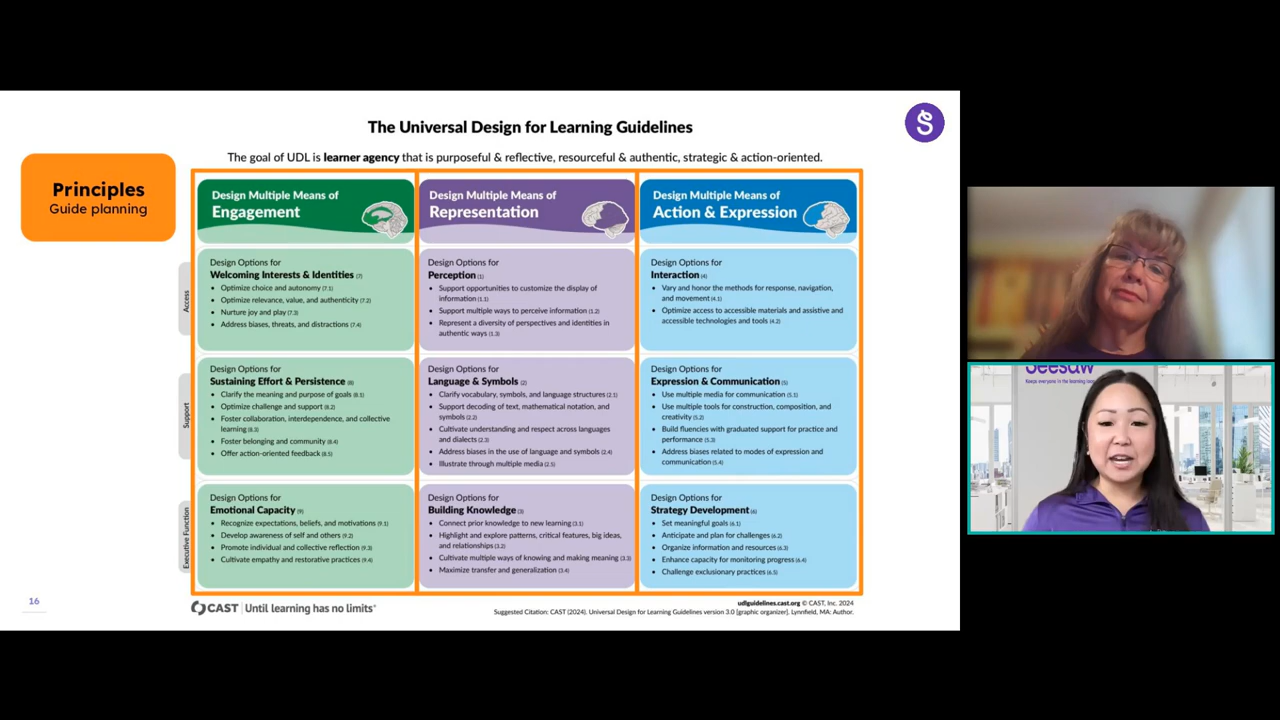 The Universal Design for Learning Guidelines
The goal of UDL is learner agency that is purposeful & reflective, resourceful & authentic, strategic & action-oriented.
Principles
Guide planning
Design Multiple Means of
Engagement
Design Multiple Means of
Representation
Design Multiple Means of
Action & Expression
Access
Design Options for
Welcoming Interests & Identities (7)
• Optimize choice and autonomy (7.1)
• Optimize relevance, value, and authenticity (7.2)
• Nurture joy and play (7.3)
• Address biases, threats, and distractions (7.4)
Design Options for
Perception (1)
• Support opportunities to customize the display of
information (1.1)
• Support multiple ways to perceive information (1.2)
• Represent a diversity of perspectives and identities in
authentic ways (1.3)
Design Options for
Interaction (4)
• Vary and honor the methods for response, navigation,
and movement (4.1)
• Optimize access to accessible materials and assistive and
accessible technologies and tools (4.2)
Support
Design Options for
Sustaining Effort & Persistence (8)
• Clarify the meaning and purpose of goals (8.1)
• Optimize challenge and support (8.2)
• Foster collaboration, interdependence, and collective
learning (8.3)
• Foster belonging and community (8.4)
• Offer action-oriented feedback (8.5)
Design Options for
Language & Symbols (2)
• Clarify vocabulary, symbols, and language structures (2.1)
• Support decoding of text, mathematical notation, and
symbols (2.2)
• Cultivate understanding and respect across languages
and dialects (2.3)
• Address biases in the use of language and symbols (2.4)
• Illustrate through multiple media (2.5)
Design Options for
Expression & Communication (5)
• Use multiple media for communication (5.1)
• Use multiple tools for construction, composition, and
creativity (5.2)
• Build fluencies with graduated support for practice and
performance (5.3)
• Address biases related to modes of expression and
communication (5.4)
Executive Function
Design Options for
Emotional Capacity (9)
• Recognize expectations, beliefs, and motivations (9.1)
• Develop awareness of self and others (9.2)
• Promote individual and collective reflection (9.3)
• Cultivate empathy and restorative practices (9.4)
Design Options for
Building Knowledge (3)
• Connect prior knowledge to new learning (3.1)
• Highlight and explore patterns, critical features, big ideas,
and relationships (3.2)
• Cultivate multiple ways of knowing and making meaning (3.3)
• Maximize transfer and generalization (3.4)
Design Options for
Strategy Development (6)
• Set meaningful goals (6.1)
• Anticipate and plan for challenges (6.2)
• Organize information and resources (6.3)
• Enhance capacity for monitoring progress (6.4)
• Challenge exclusionary practices (6.5)
16
CAST | Until learning has no limits®
udlguidelines.cast.org © CAST, Inc. 2024
Suggested Citation: CAST (2024). Universal Design for Learning Guidelines version 3.0 [graphic organizer]. Lynnfield, MA: Author.
Seesaw
Keeps everyone in the learning loop